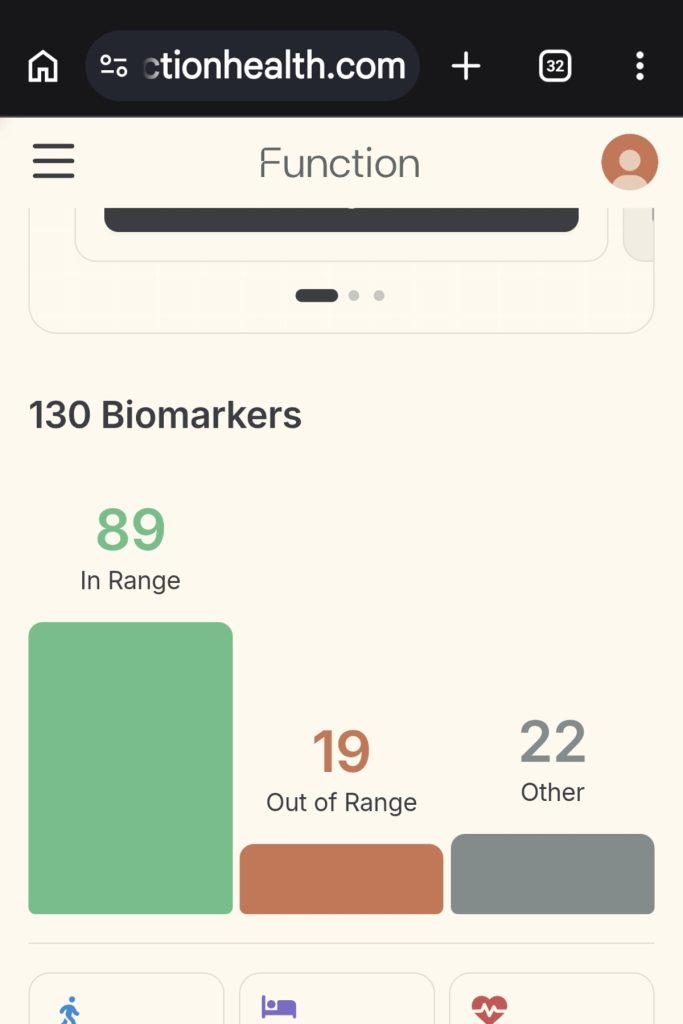 ctionhealth.com
32
Function
130 Biomarkers
89
In Range
19
Out of Range
22
Other